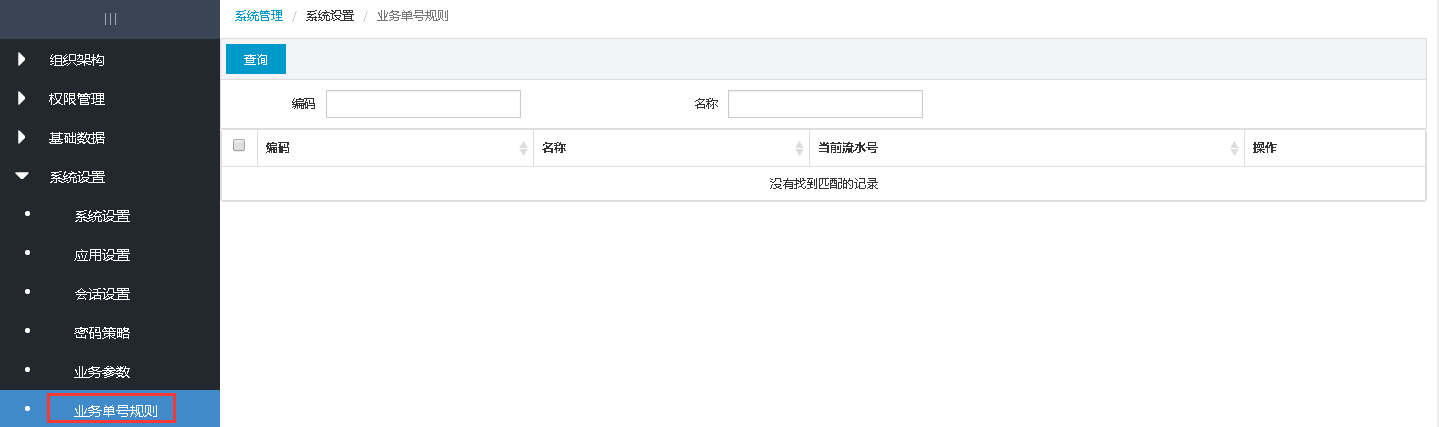 系统管理 / 系统设置 / 业务单号规则
组织架构
权限管理
基础数据
系统设置
系统设置
应用设置
会话设置
密码策略
业务参数
业务单号规则
查询
编码 名称
编码 名称 当前流水号 操作
没有找到匹配的记录